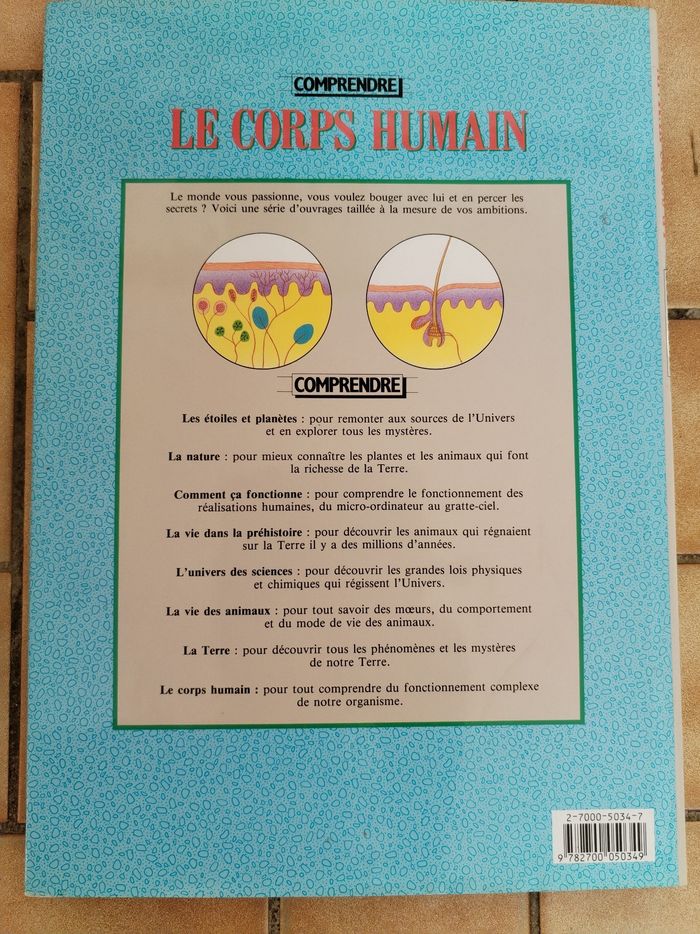 COMPRENDRE
LE CORPS HUMAIN
Le monde vous passionne, vous voulez bouger avec lui et en percer les
secrets ? Voici une série d'ouvrages taillée à la mesure de vos ambitions.
COMPRENDRE
Les étoiles et planètes : pour remonter aux sources de l'Univers
et en explorer tous les mystères.
La nature : pour mieux connaître les plantes et les animaux qui font
la richesse de la Terre.
Comment ça fonctionne : pour comprendre le fonctionnement des
réalisations humaines, du micro-ordinateur au gratte-ciel.
La vie dans la préhistoire : pour découvrir les animaux qui régnaient
sur la Terre il y a des millions d'années.
L'univers des sciences : pour découvrir les grandes lois physiques
et chimiques qui régissent l'Univers.
La vie des animaux : pour tout savoir des mœurs, du comportement
et du mode de vie des animaux.
La Terre : pour découvrir tous les phénomènes et les mystères
de notre Terre.
Le corps humain : pour tout comprendre du fonctionnement complexe
de notre organisme.
2-7000-5034-7
9 782700 050349